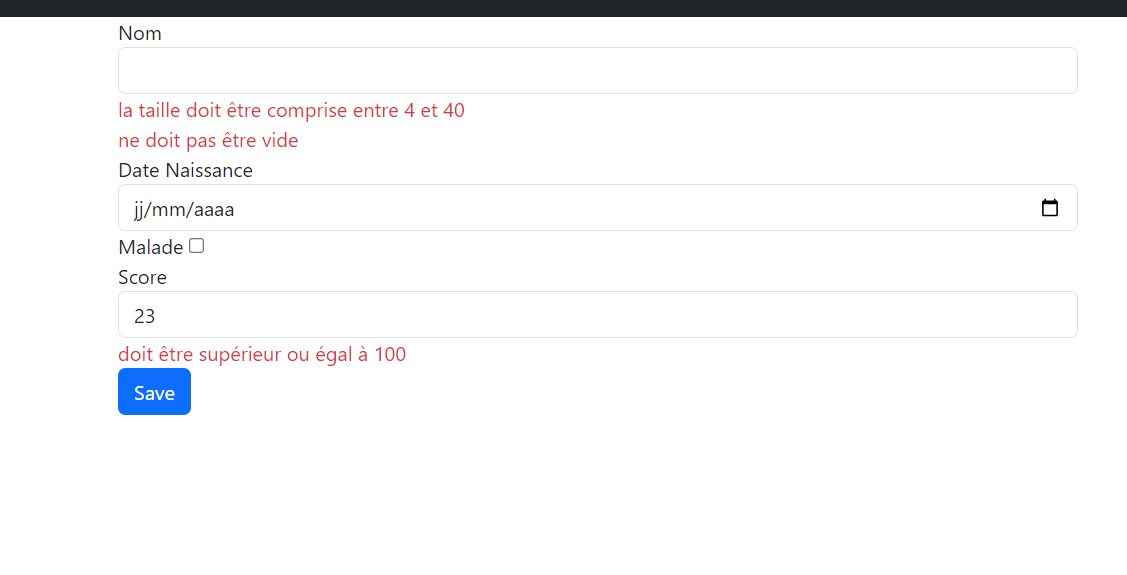 Nom
la taille doit être comprise entre 4 et 40
ne doit pas être vide
Date Naissance
jj/mm/aaaa
Malade
Score
23
doit être supérieur ou égal à 100
Save